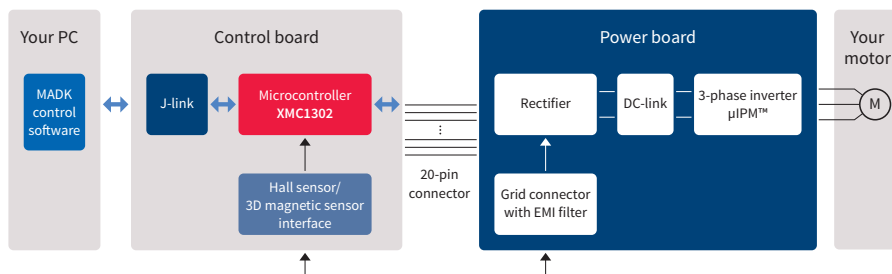 Your PC
Control board
Power board
Your
motor
MADK
control
software
J-link
Microcontroller
XMC1302
Rectifier
DC-link
3-phase inverter
µIPM™
M
20-pin
connector
Hall sensor/
3D magnetic sensor
interface
Grid connector
with EMI filter